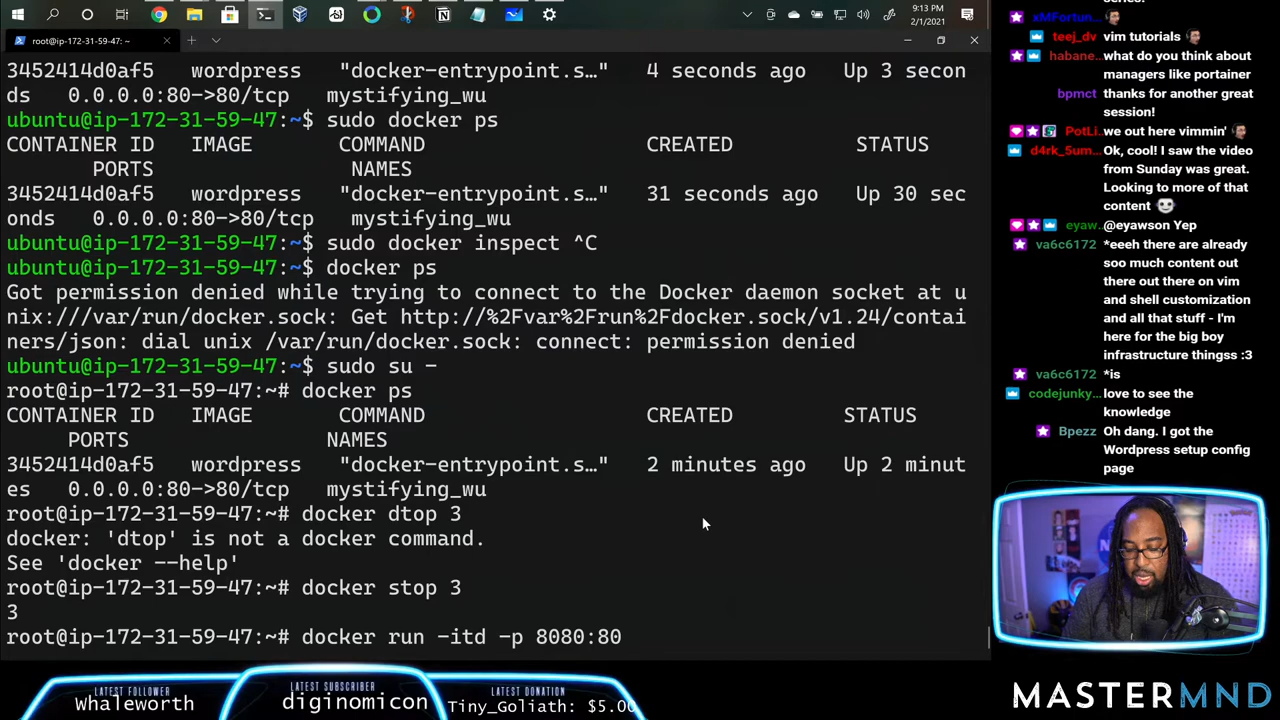 9:13 PM
2/1/2021
root@ip-172-31-59-47: ~
3452414d0af5 wordpress "docker-entrypoint.s…" 4 seconds ago Up 3 secon
ds 0.0.0.0:80->80/tcp mystifying_wu
ubuntu@ip-172-31-59-47:~$ sudo docker ps
CONTAINER ID IMAGE COMMAND CREATED STATUS
PORTS NAMES
3452414d0af5 wordpress "docker-entrypoint.s…" 31 seconds ago Up 30 sec
onds 0.0.0.0:80->80/tcp mystifying_wu
ubuntu@ip-172-31-59-47:~$ sudo docker inspect ^C
ubuntu@ip-172-31-59-47:~$ docker ps
Got permission denied while trying to connect to the Docker daemon socket at u
nix:///var/run/docker.sock: Get http://%2Fvar%2Frun%2Fdocker.sock/v1.24/contai
ners/json: dial unix /var/run/docker.sock: connect: permission denied
ubuntu@ip-172-31-59-47:~$ sudo su -
root@ip-172-31-59-47:~# docker ps
CONTAINER ID IMAGE COMMAND CREATED STATUS
PORTS NAMES
3452414d0af5 wordpress "docker-entrypoint.s…" 2 minutes ago Up 2 minut
es 0.0.0.0:80->80/tcp mystifying_wu
root@ip-172-31-59-47:~# docker dtop 3
docker: 'dtop' is not a docker command.
See 'docker --help'
root@ip-172-31-59-47:~# docker stop 3
3
root@ip-172-31-59-47:~# docker run -itd -p 8080:80
xMFortun…
teej_dv vim tutorials
habane… what do you think about
managers like portainer
bpmct thanks for another great
session!
PotLi… we out here vimmin'
d4rk_Sum… Ok, cool! I saw the video
from Sunday was great.
Looking to more of that
content
eyaw… @eyawson Yep
va6c6172 *eeeh there are already
soo much content out
there out there on vim
and shell customization
and all that stuff - I'm
here for the big boy
infrastructure thingss :3
va6c6172 *is
codejunky… love to see the
knowledge
Bpezz Oh dang. I got the
Wordpress setup config
page
LATEST FOLLOWER
whaleworth
LATEST SUBSCRIBER
diginomicon
LATEST DONATION
Tiny_Goliath: $5.00
MASTERMND